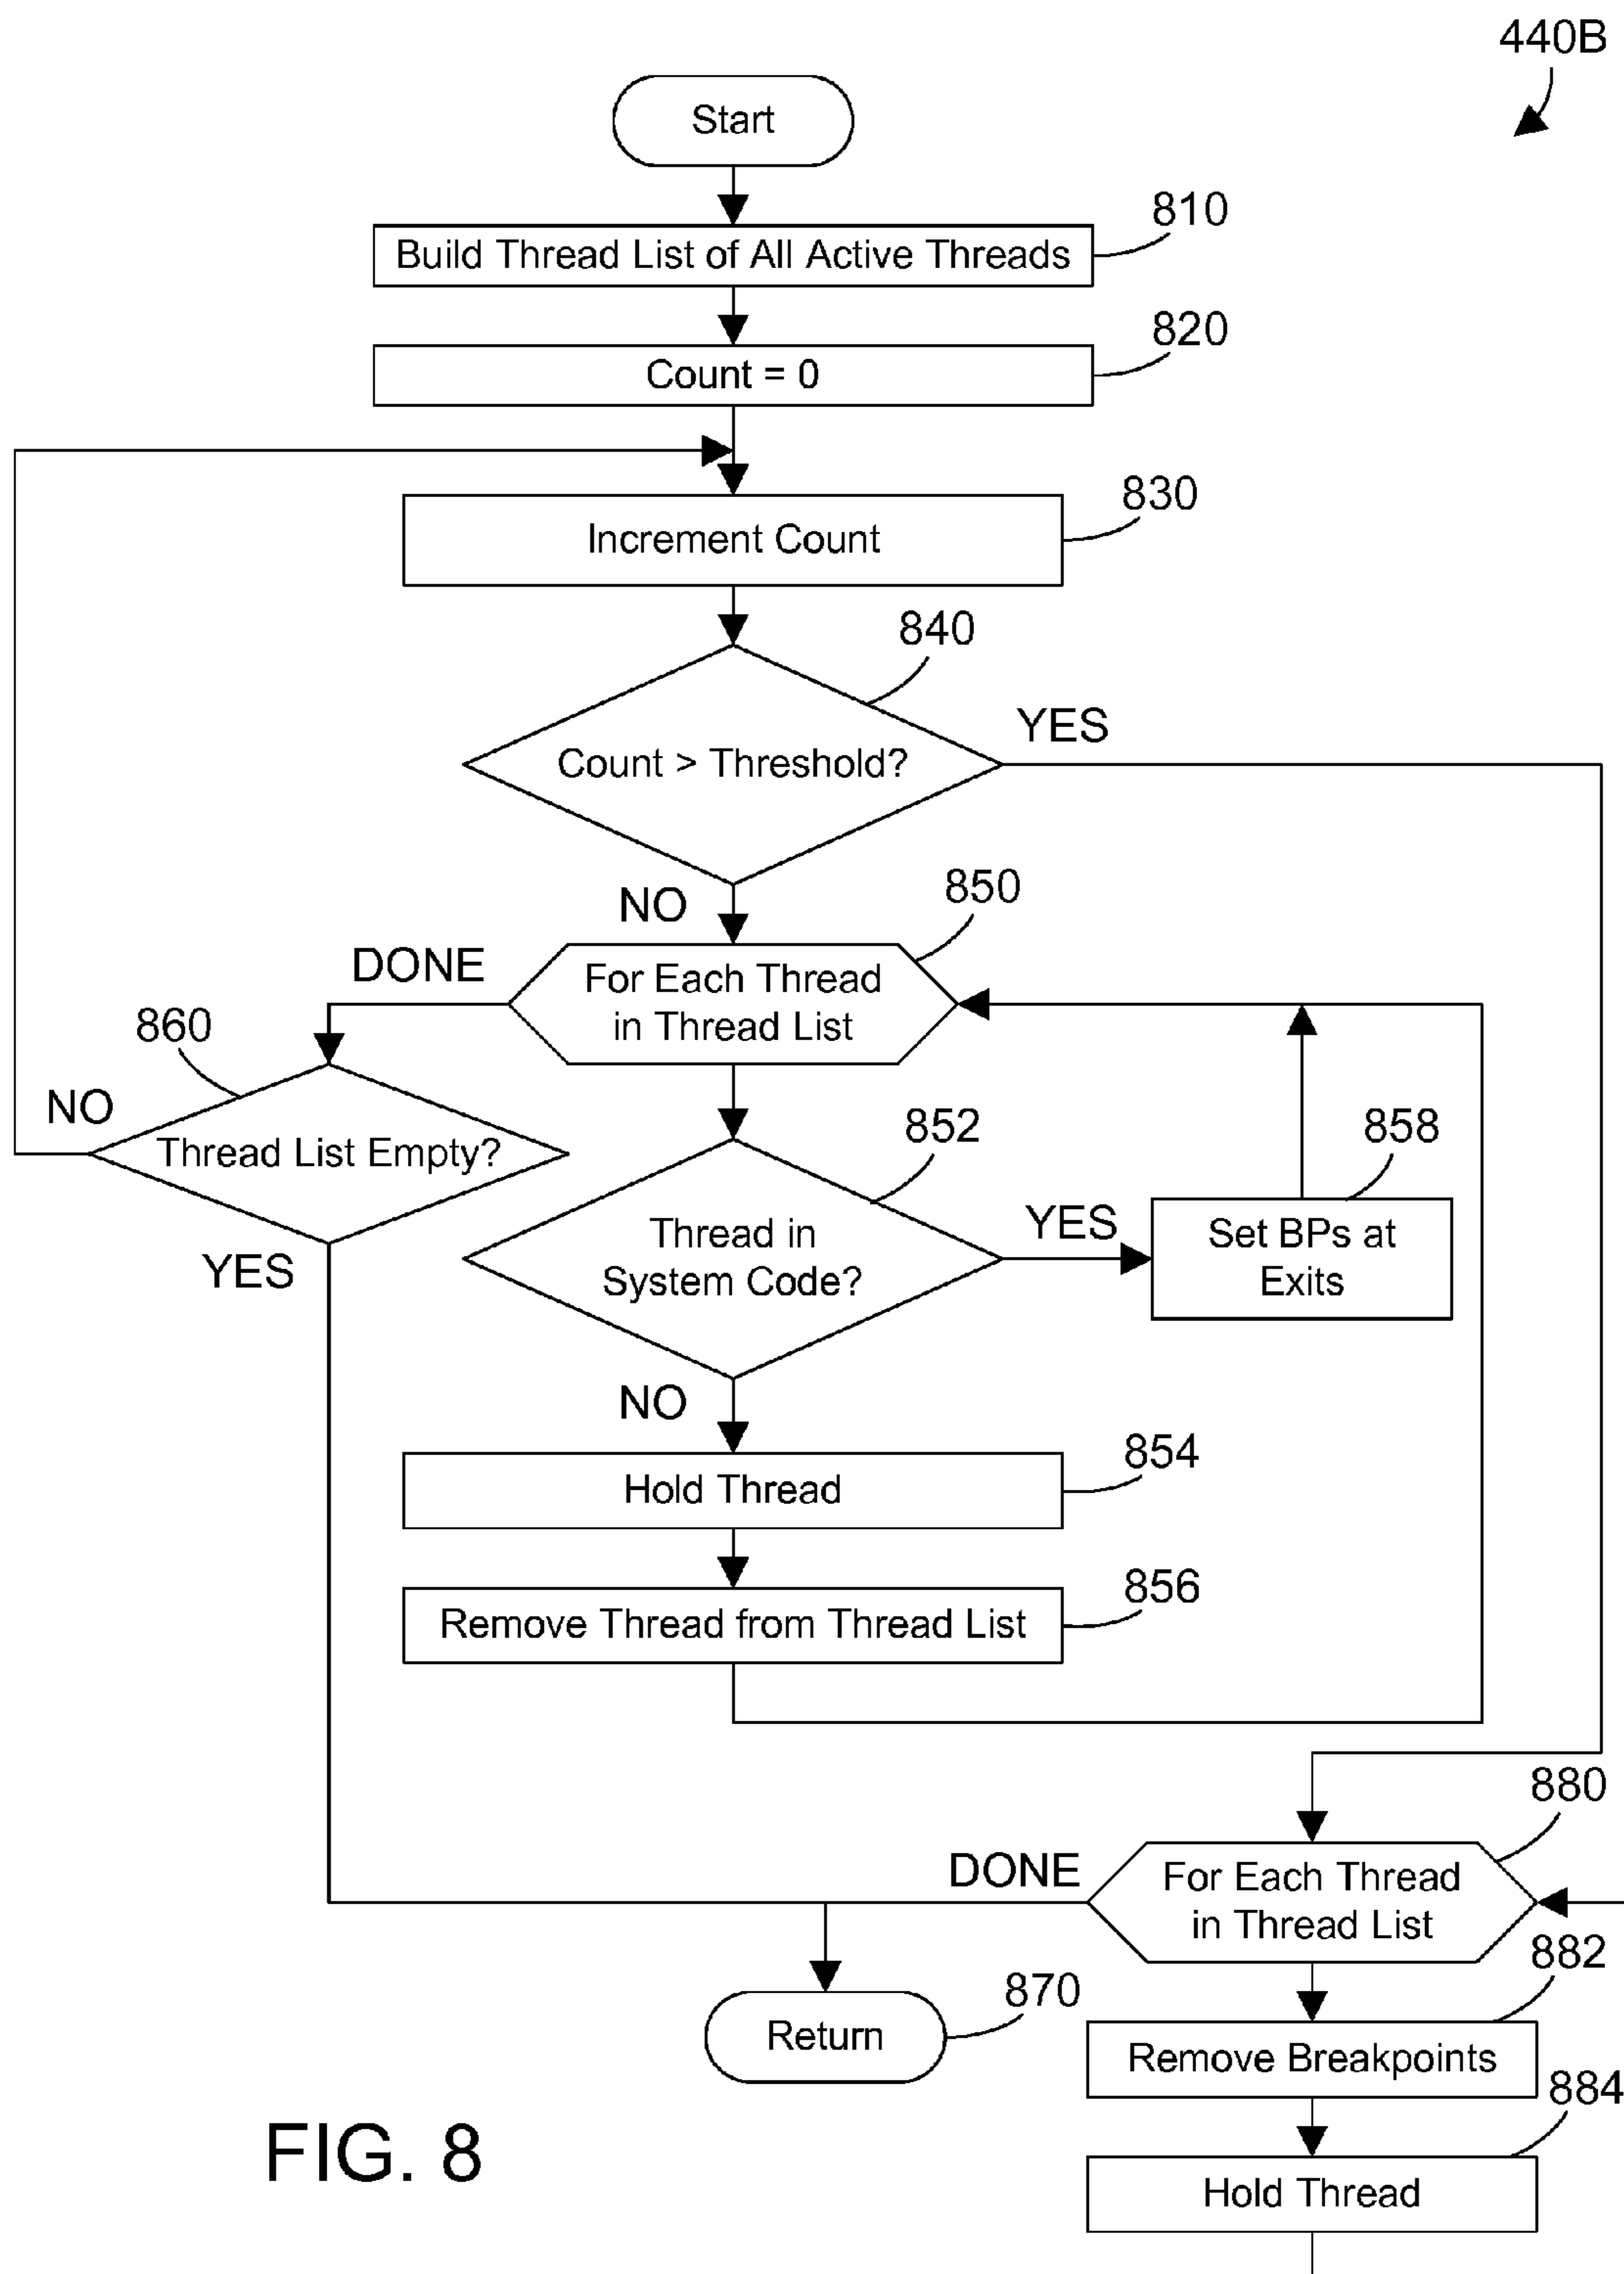 440B
Start
810
Build Thread List of All Active Threads
820
Count = 0
830
Increment Count
840
YES
Count > Threshold?
NO
850
DONE
For Each Thread
in Thread List
860
NO
Thread List Empty?
YES
852
Thread in
System Code?
YES
858
Set BPs at
Exits
NO
854
Hold Thread
856
Remove Thread from Thread List
880
DONE
For Each Thread
in Thread List
882
870
Return
Remove Breakpoints
884
Hold Thread
FIG. 8